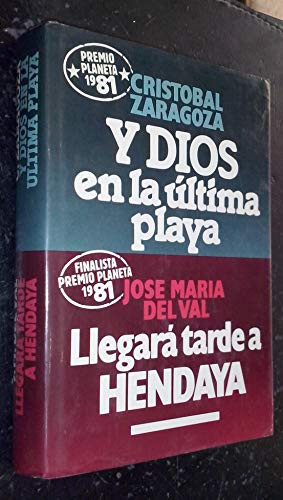 PREMIO
PLANETA
1981
CRISTOBAL
ZARAGOZA
Y DIOS
en la última
playa
FINALISTA
PREMIO PLANETA
1981
JOSE MARIA
DEL VAL
Llegará tarde a
HENDAYA
Y DIOS EN LA
ULTIMA PLAYA
LLEGARÁ TARDE
A HENDAYA